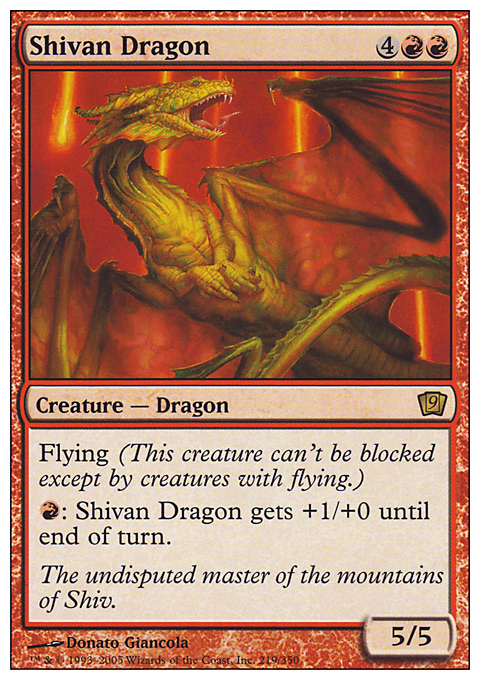 Shivan Dragon 4
Creature — Dragon 9
Flying (This creature can't be blocked
except by creatures with flying.)
: Shivan Dragon gets +1/+0 until
end of turn.
The undisputed master of the mountains
of Shiv.
5/5
Donato Giancola
™ & © 1993-2005 Wizards of the Coast, Inc. 219/350